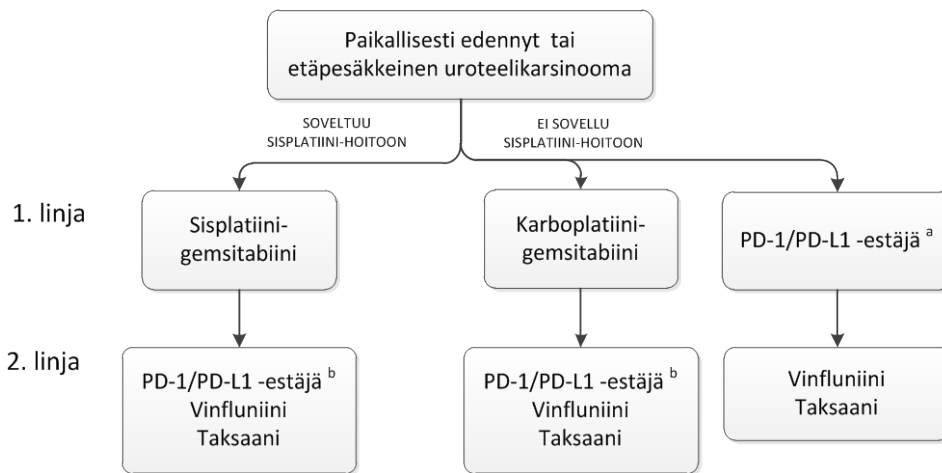 Paikallisesti edennyt tai
etäpesäkkeinen uroteelikarsinooma
SOVELTUU
SISPLATIINI-HOITOON
EI SOVELLU
SISPLATIINI-HOITOON
1. linja
Sisplatiini-
gemsitabiini
Karboplatiini-
gemsitabiini
PD-1/PD-L1 -estäjä a
2. linja
PD-1/PD-L1 -estäjä b
Vinfluniini
Taksaani
PD-1/PD-L1 -estäjä b
Vinfluniini
Taksaani
Vinfluniini
Taksaani